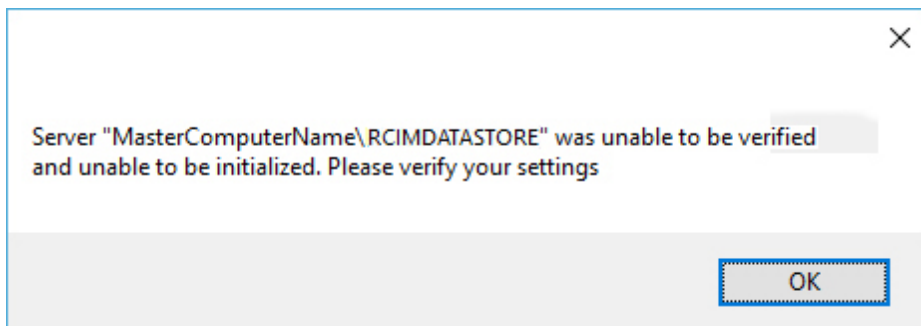 Server "MasterComputerName\RCIMDATASTORE" was unable to be verified
and unable to be initialized. Please verify your settings
OK